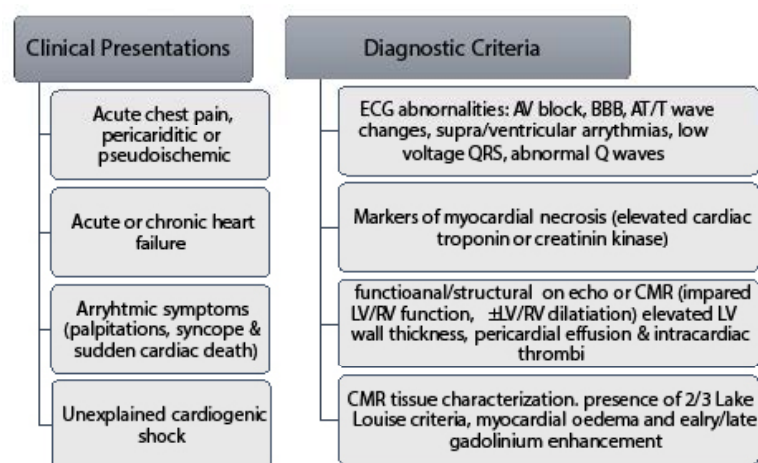 Clinical Presentations
Acute chest pain,
pericariditic or
pseudoischemic
Acute or chronic heart
failure
Arryhtmic symptoms
(palpitations, syncope &
sudden cardiac death)
Unexplained cardiogenic
shock
Diagnostic Criteria
ECG abnornalities: AV block, BBB, AT/T wave
changes, supra/ventricular arrythmias, low
voltage QRS, abnormal Q waves
Markers of myocardial necrosis (elevated cardiac
troponin or creatinin kinase)
functioanal/structural on echo or CMR (impared
LV/RV function, ±LV/RV dilatiation) elevated LV
wall thickness, pericardial effusion & intracardiac
thrombi
CMR tissue characterization. presence of 2/3 Lake
Louise criteria, myocardial oedema and ealry/late
gadolinium enhancement